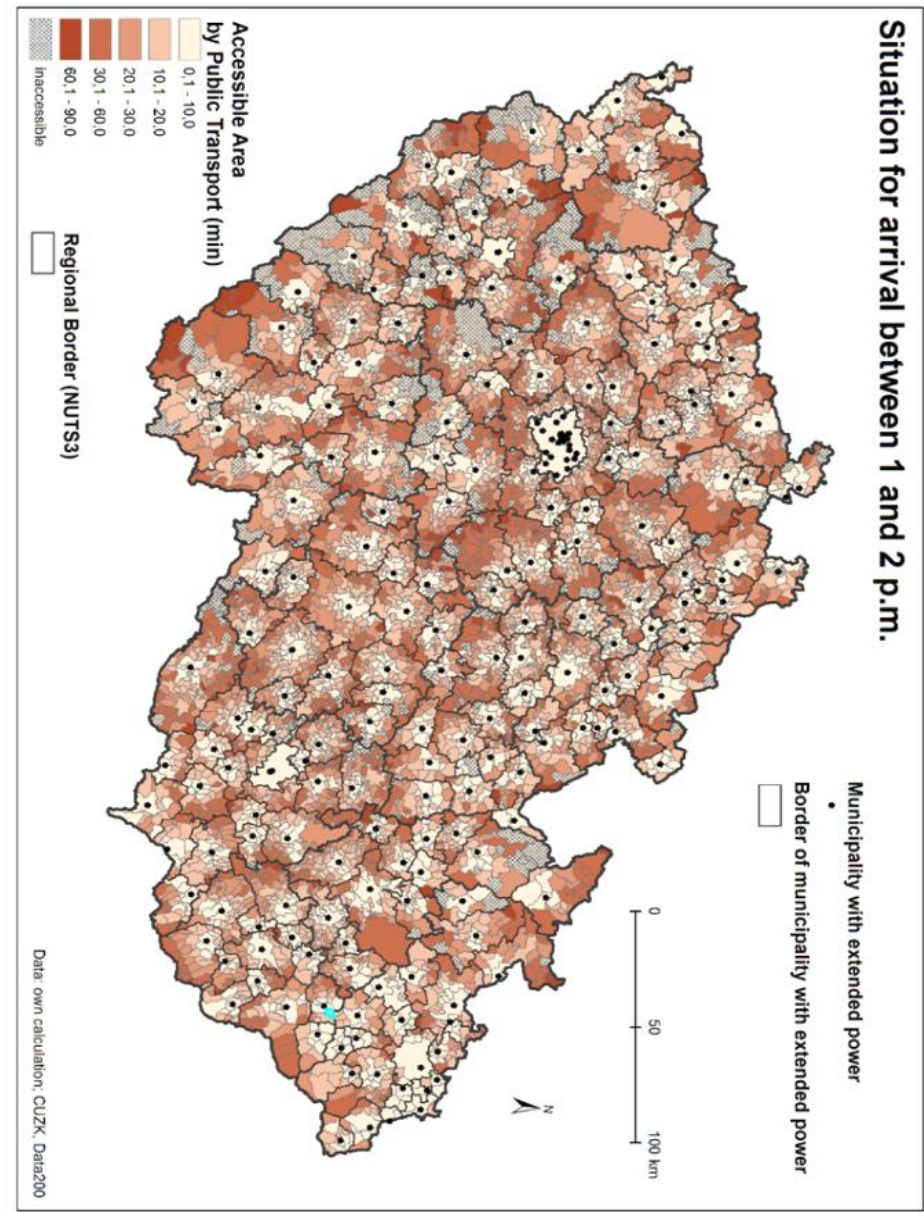 Situation for arrival between 1 and 2 p.m.
Municipality with extended power
Border of municipality with extended power
0
50
100 km
N
Accessible Area
by Public Transport (min)
0,1 - 10,0
10,1 - 20,0
20,1 - 30,0
30,1 - 60,0
60,1 - 90,0
inaccessible
Regional Border (NUTS3)
Data: own calculation; CUZK, Data200